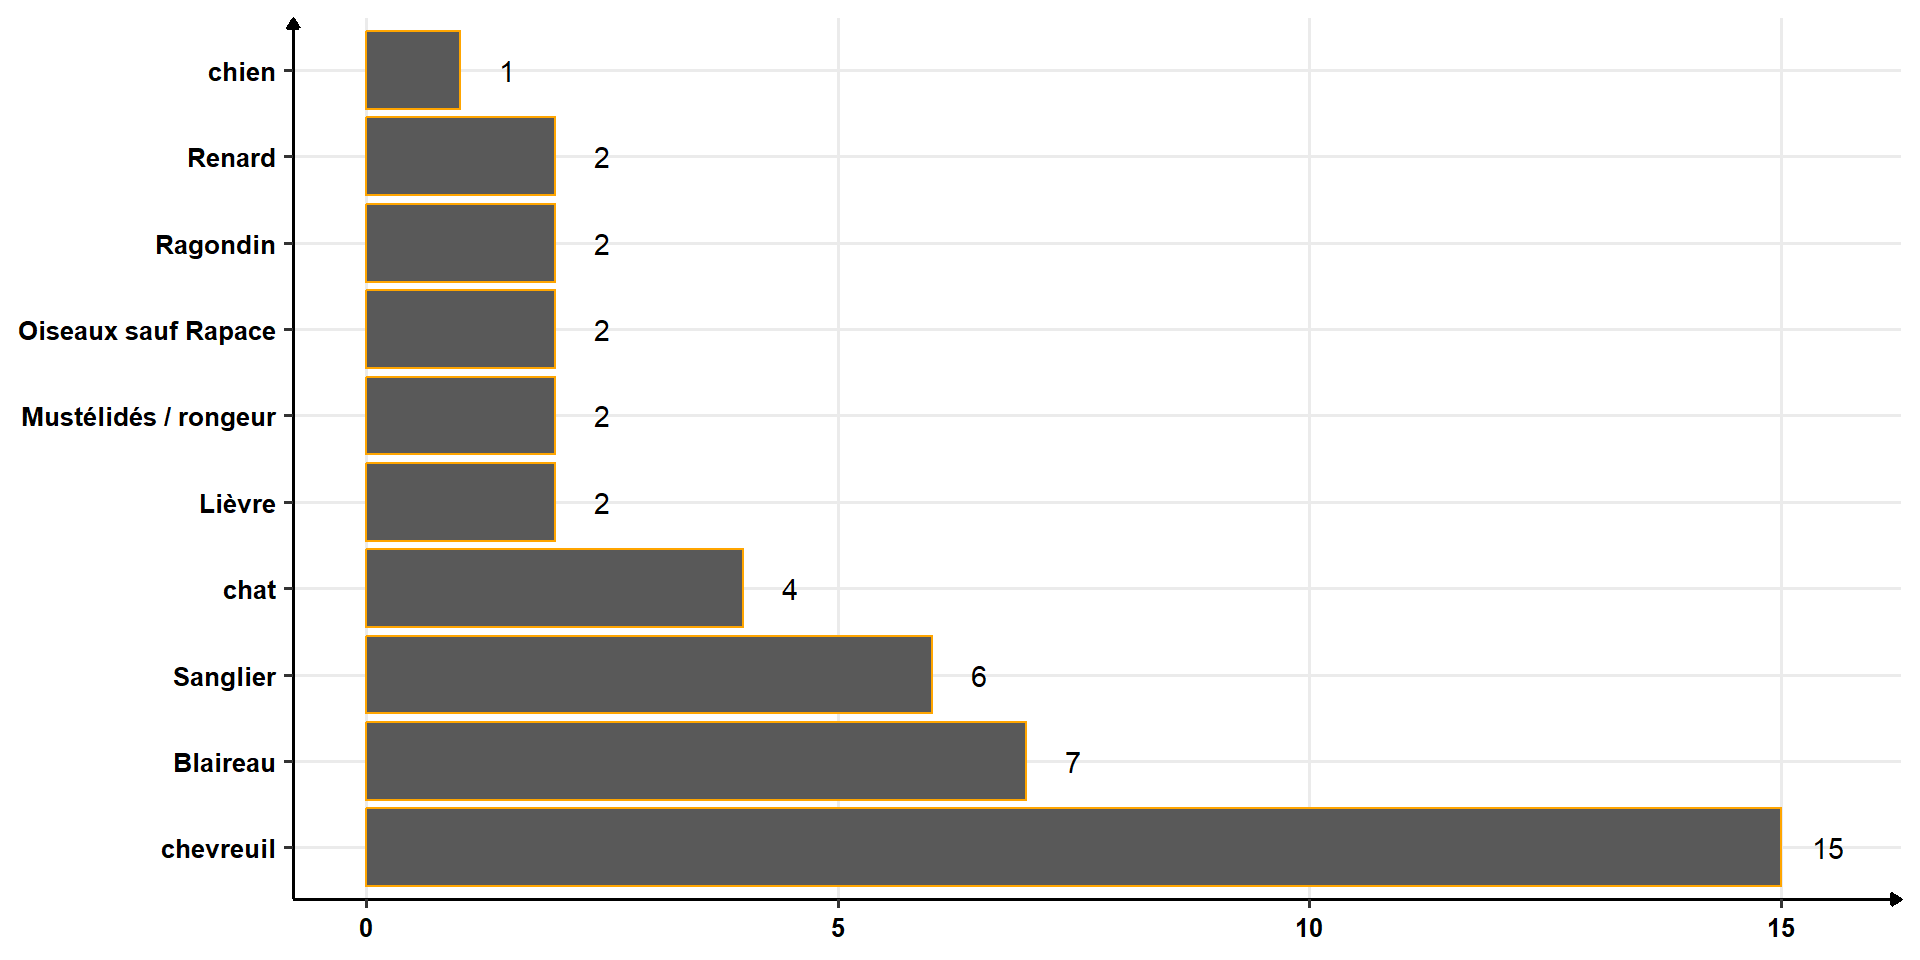 chien 1
Renard 2
Ragondin 2
Oiseaux sauf Rapace 2
Mustélidés / rongeur 2
Lièvre 2
chat 4
Sanglier 6
Blaireau 7
chevreuil 15
0 5 10 15